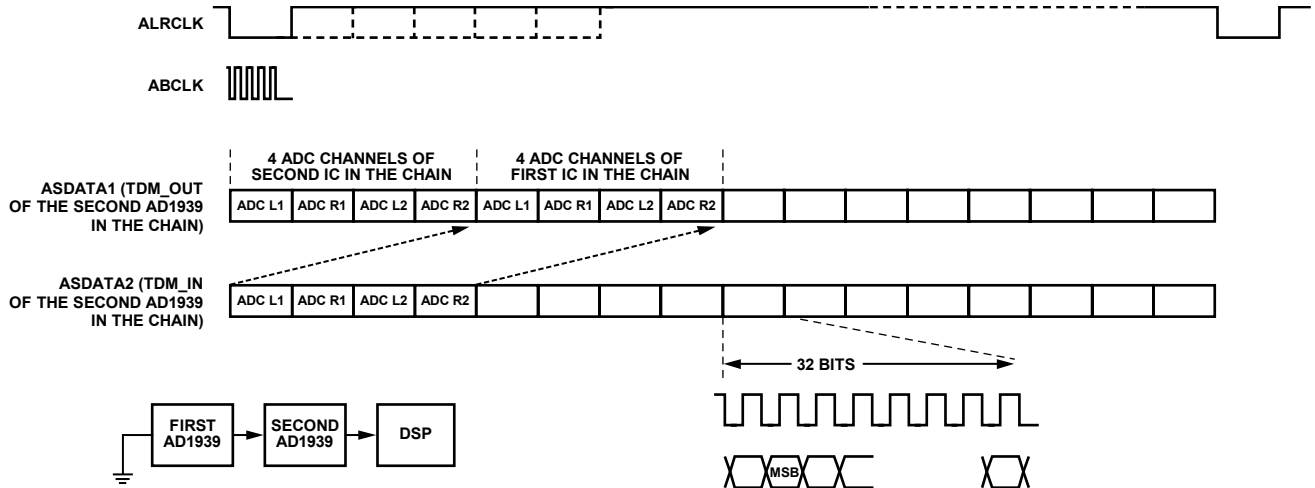 ALRCLK
ABCLK
4 ADC CHANNELS OF
SECOND IC IN THE CHAIN
4 ADC CHANNELS OF
FIRST IC IN THE CHAIN
ASDATA1 (TDM_OUT
OF THE SECOND AD1939
IN THE CHAIN)
ADC L1 ADC R1 ADC L2 ADC R2 ADC L1 ADC R1 ADC L2 ADC R2
ASDATA2 (TDM_IN
OF THE SECOND AD1939
IN THE CHAIN)
ADC L1 ADC R1 ADC L2 ADC R2
32 BITS
FIRST
AD1939
SECOND
AD1939
DSP
MSB